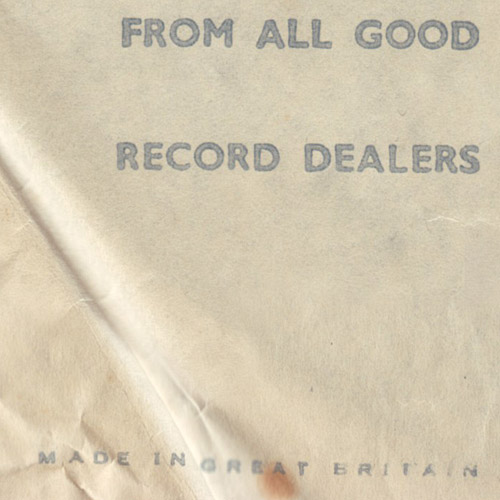 FROM ALL GOOD
RECORD DEALERS
MADE IN GREAT BRITAIN